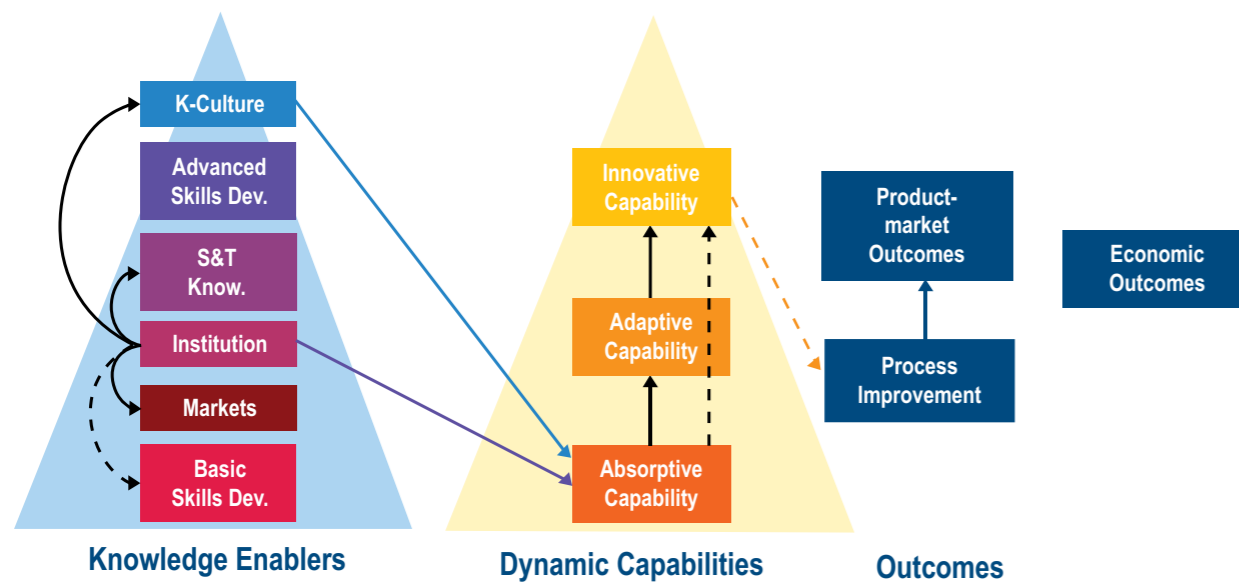 K-Culture
Advanced
Skills Dev.
S&T
Know.
Institution
Markets
Basic
Skills Dev.
Knowledge Enablers
Innovative
Capability
Adaptive
Capability
Absorptive
Capability
Dynamic Capabilities
Product-
market
Outcomes
Process
Improvement
Economic
Outcomes
Outcomes